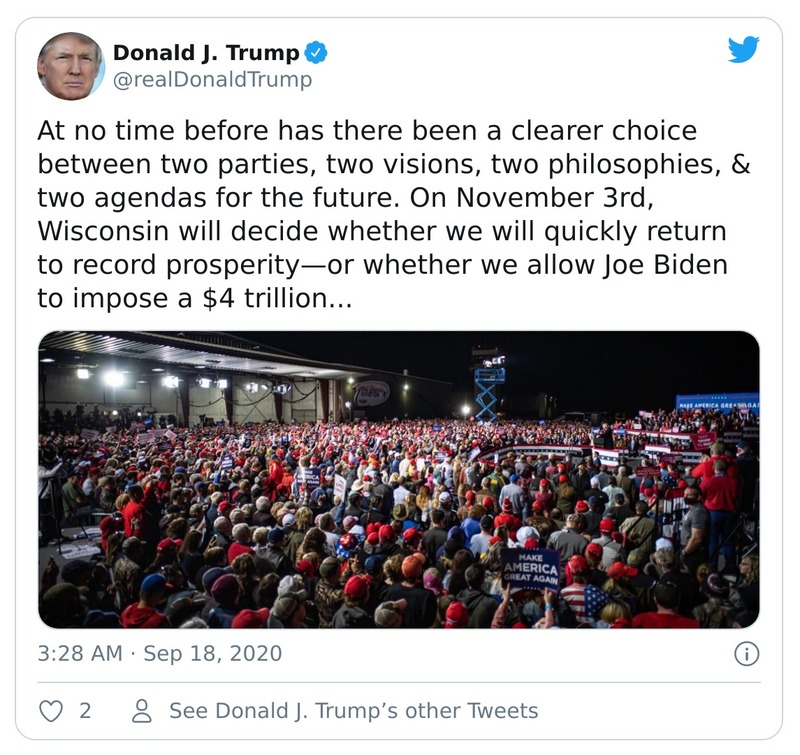 Donald J. Trump
@realDonaldTrump
At no time before has there been a clearer choice
between two parties, two visions, two philosophies, &
two agendas for the future. On November 3rd,
Wisconsin will decide whether we will quickly return
to record prosperity—or whether we allow Joe Biden
to impose a $4 trillion...
MAKE AMERICA GREAT AGAI
MAKE
AMERICA
GREAT AGAIN
3:28 AM · Sep 18, 2020
2
See Donald J. Trump’s other Tweets